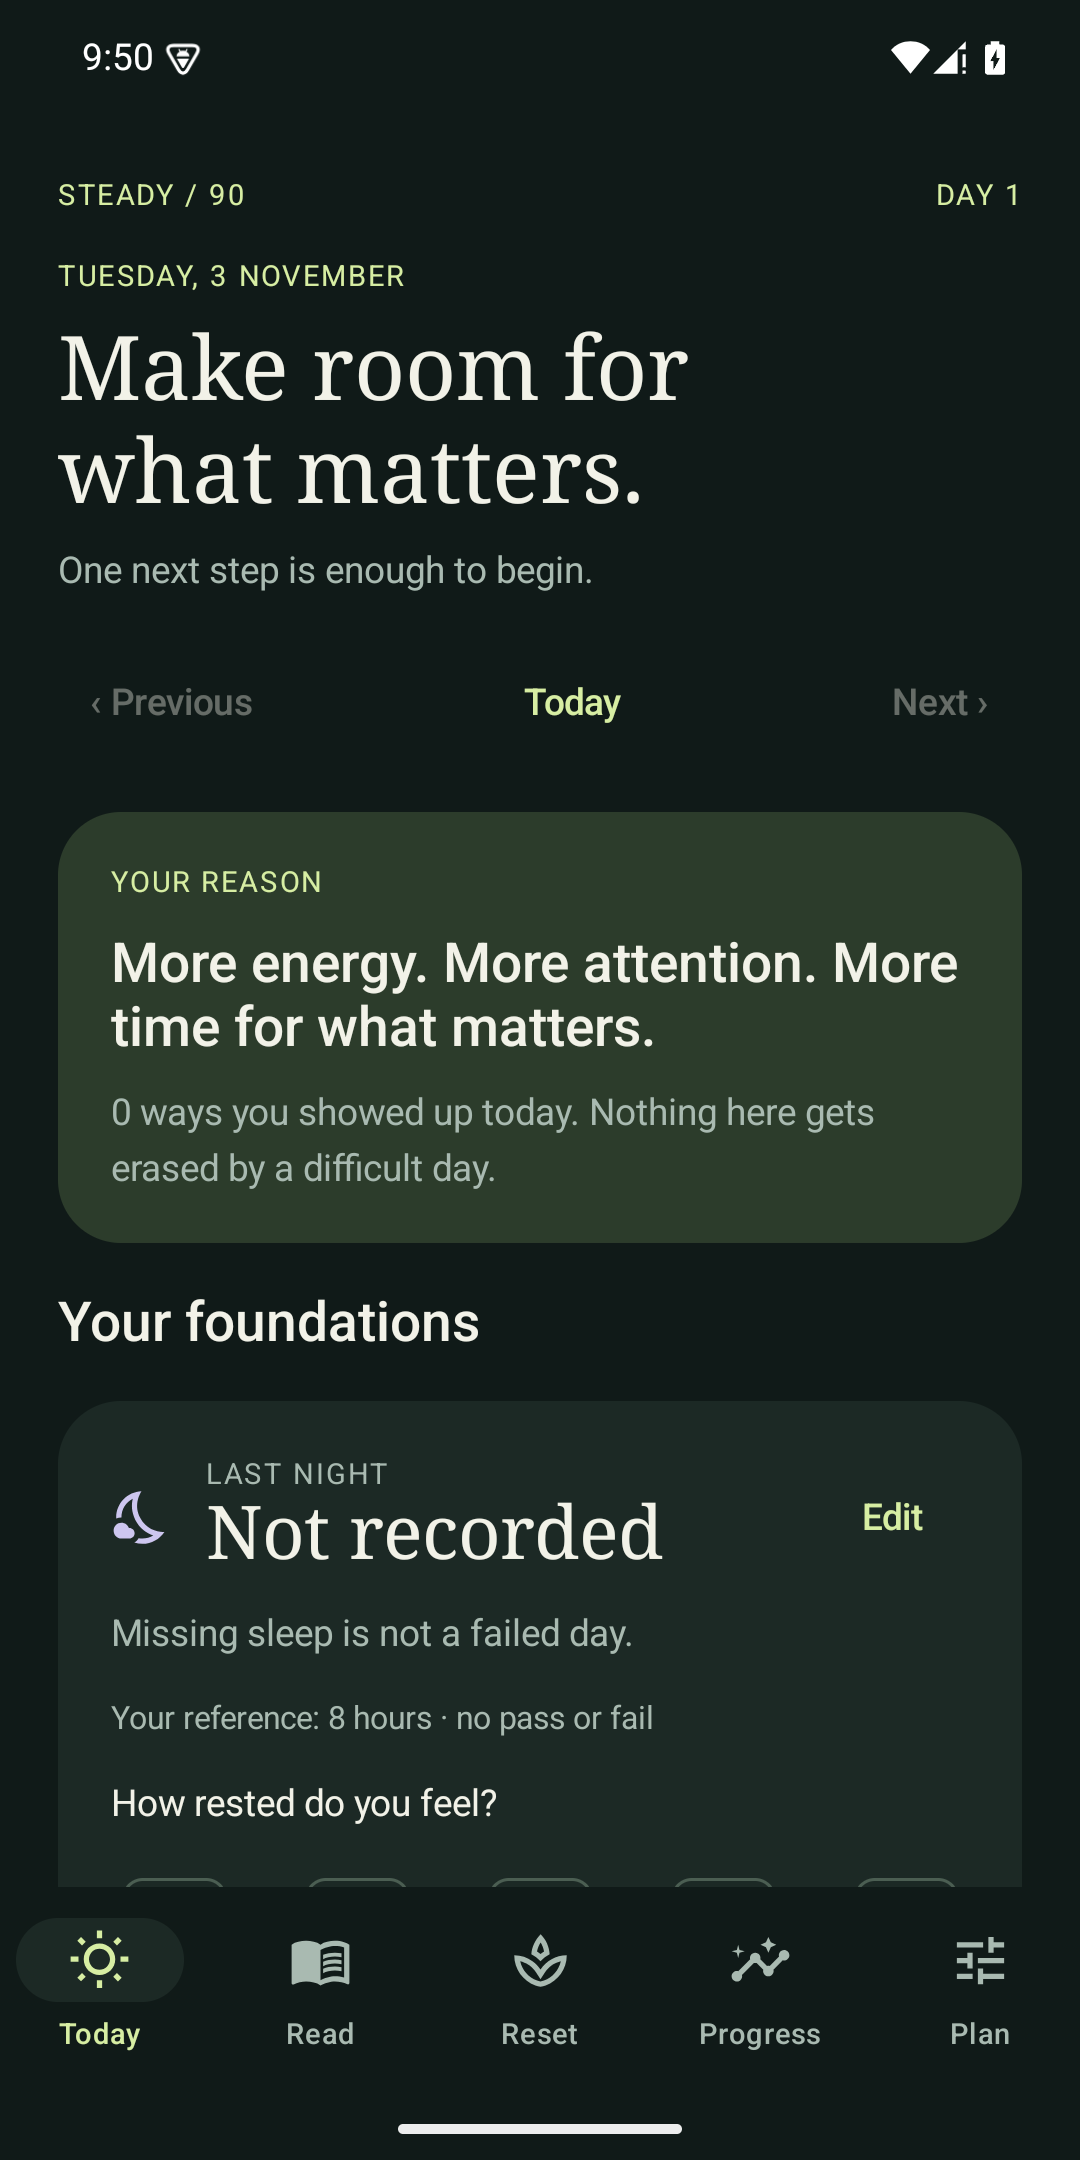 9:50
STEADY / 90
DAY 1
TUESDAY, 3 NOVEMBER
Make room for
what matters.
One next step is enough to begin.
‹ Previous
Today
Next ›
YOUR REASON
More energy. More attention. More
time for what matters.
0 ways you showed up today. Nothing here gets
erased by a difficult day.
Your foundations
LAST NIGHT
Not recorded
Edit
Missing sleep is not a failed day.
Your reference: 8 hours · no pass or fail
How rested do you feel?
Today
Read
Reset
Progress
Plan